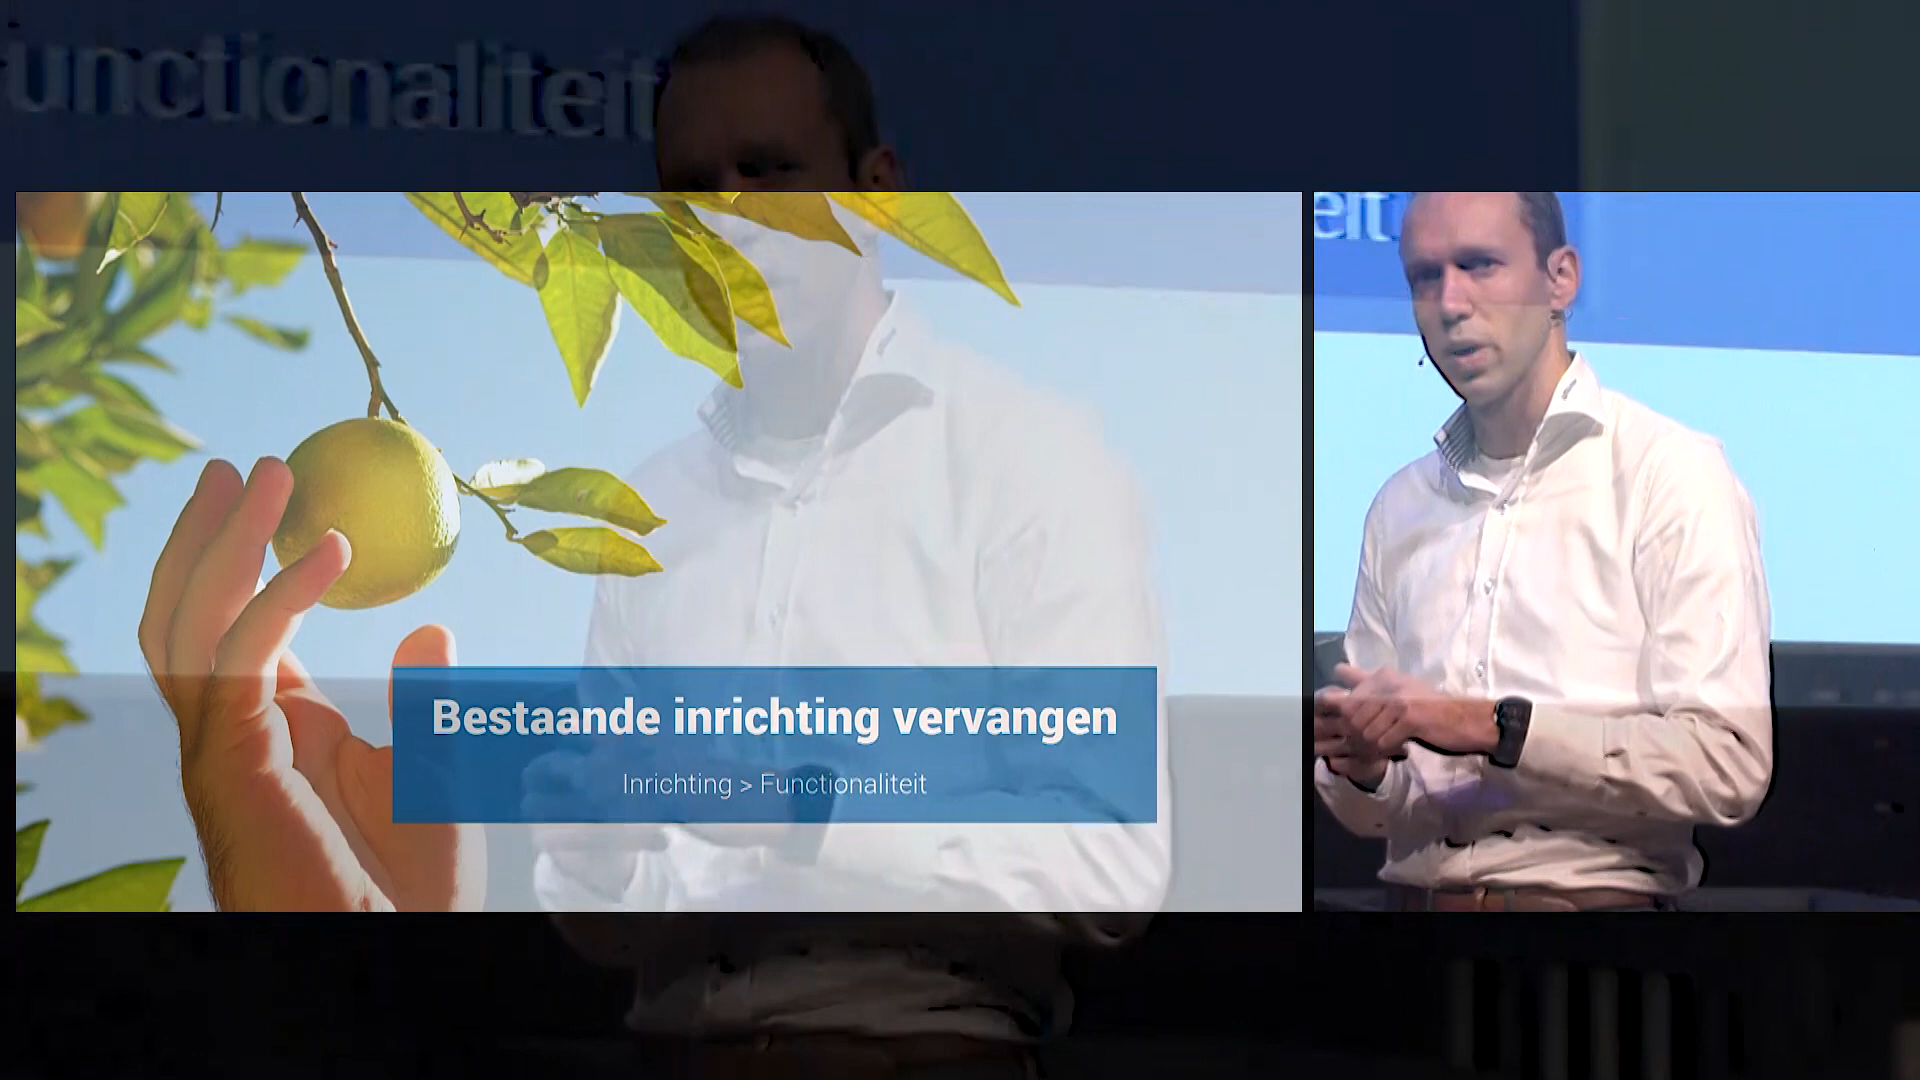 unctionaliteit
eit
Bestaande inrichting vervangen
Inrichting > Functionaliteit